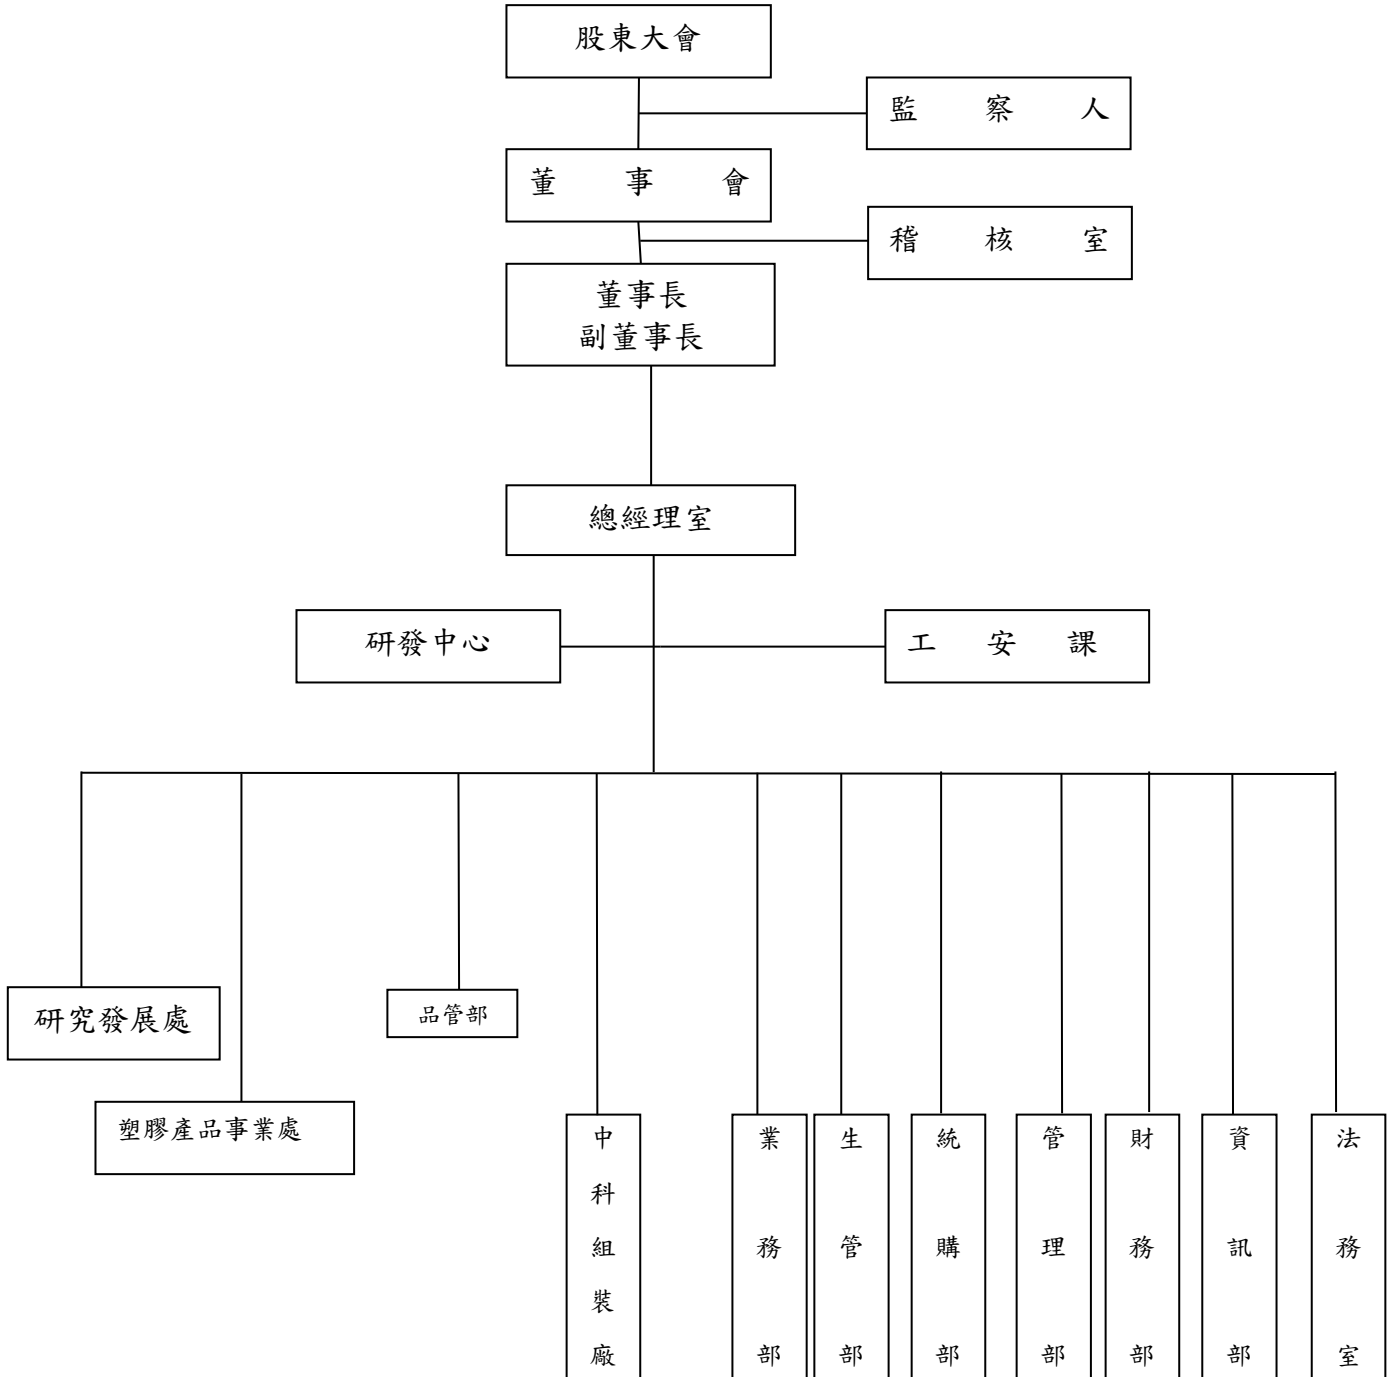 股東大會
監察人
董事會
稽核室
董事長
副董事長
總經理室
研發中心
工安課
研究發展處
品管部
塑膠產品事業處
中科組裝廠
業務部
生管部
統購部
管理部
財務部
資訊部
法務室